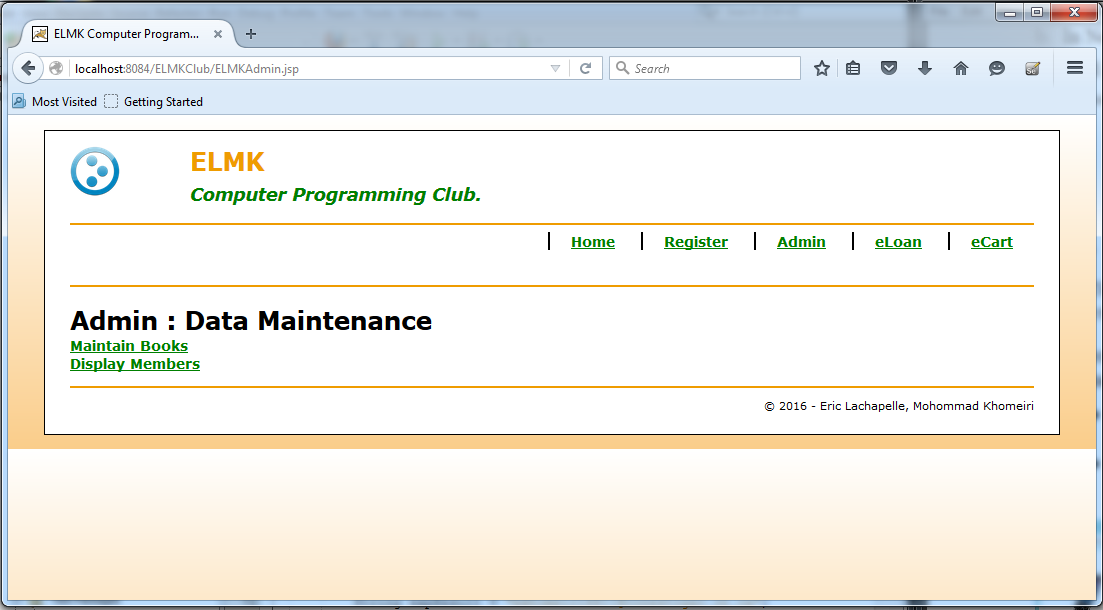 ELMK Computer Program...
localhost:8084/ELMKClub/ELMKAdmin.jsp
Search
Most Visited Getting Started
ELMK
Computer Programming Club.
Home Register Admin eLoan eCart
Admin : Data Maintenance
Maintain Books
Display Members
© 2016 - Eric Lachapelle, Mohommad Khomeiri